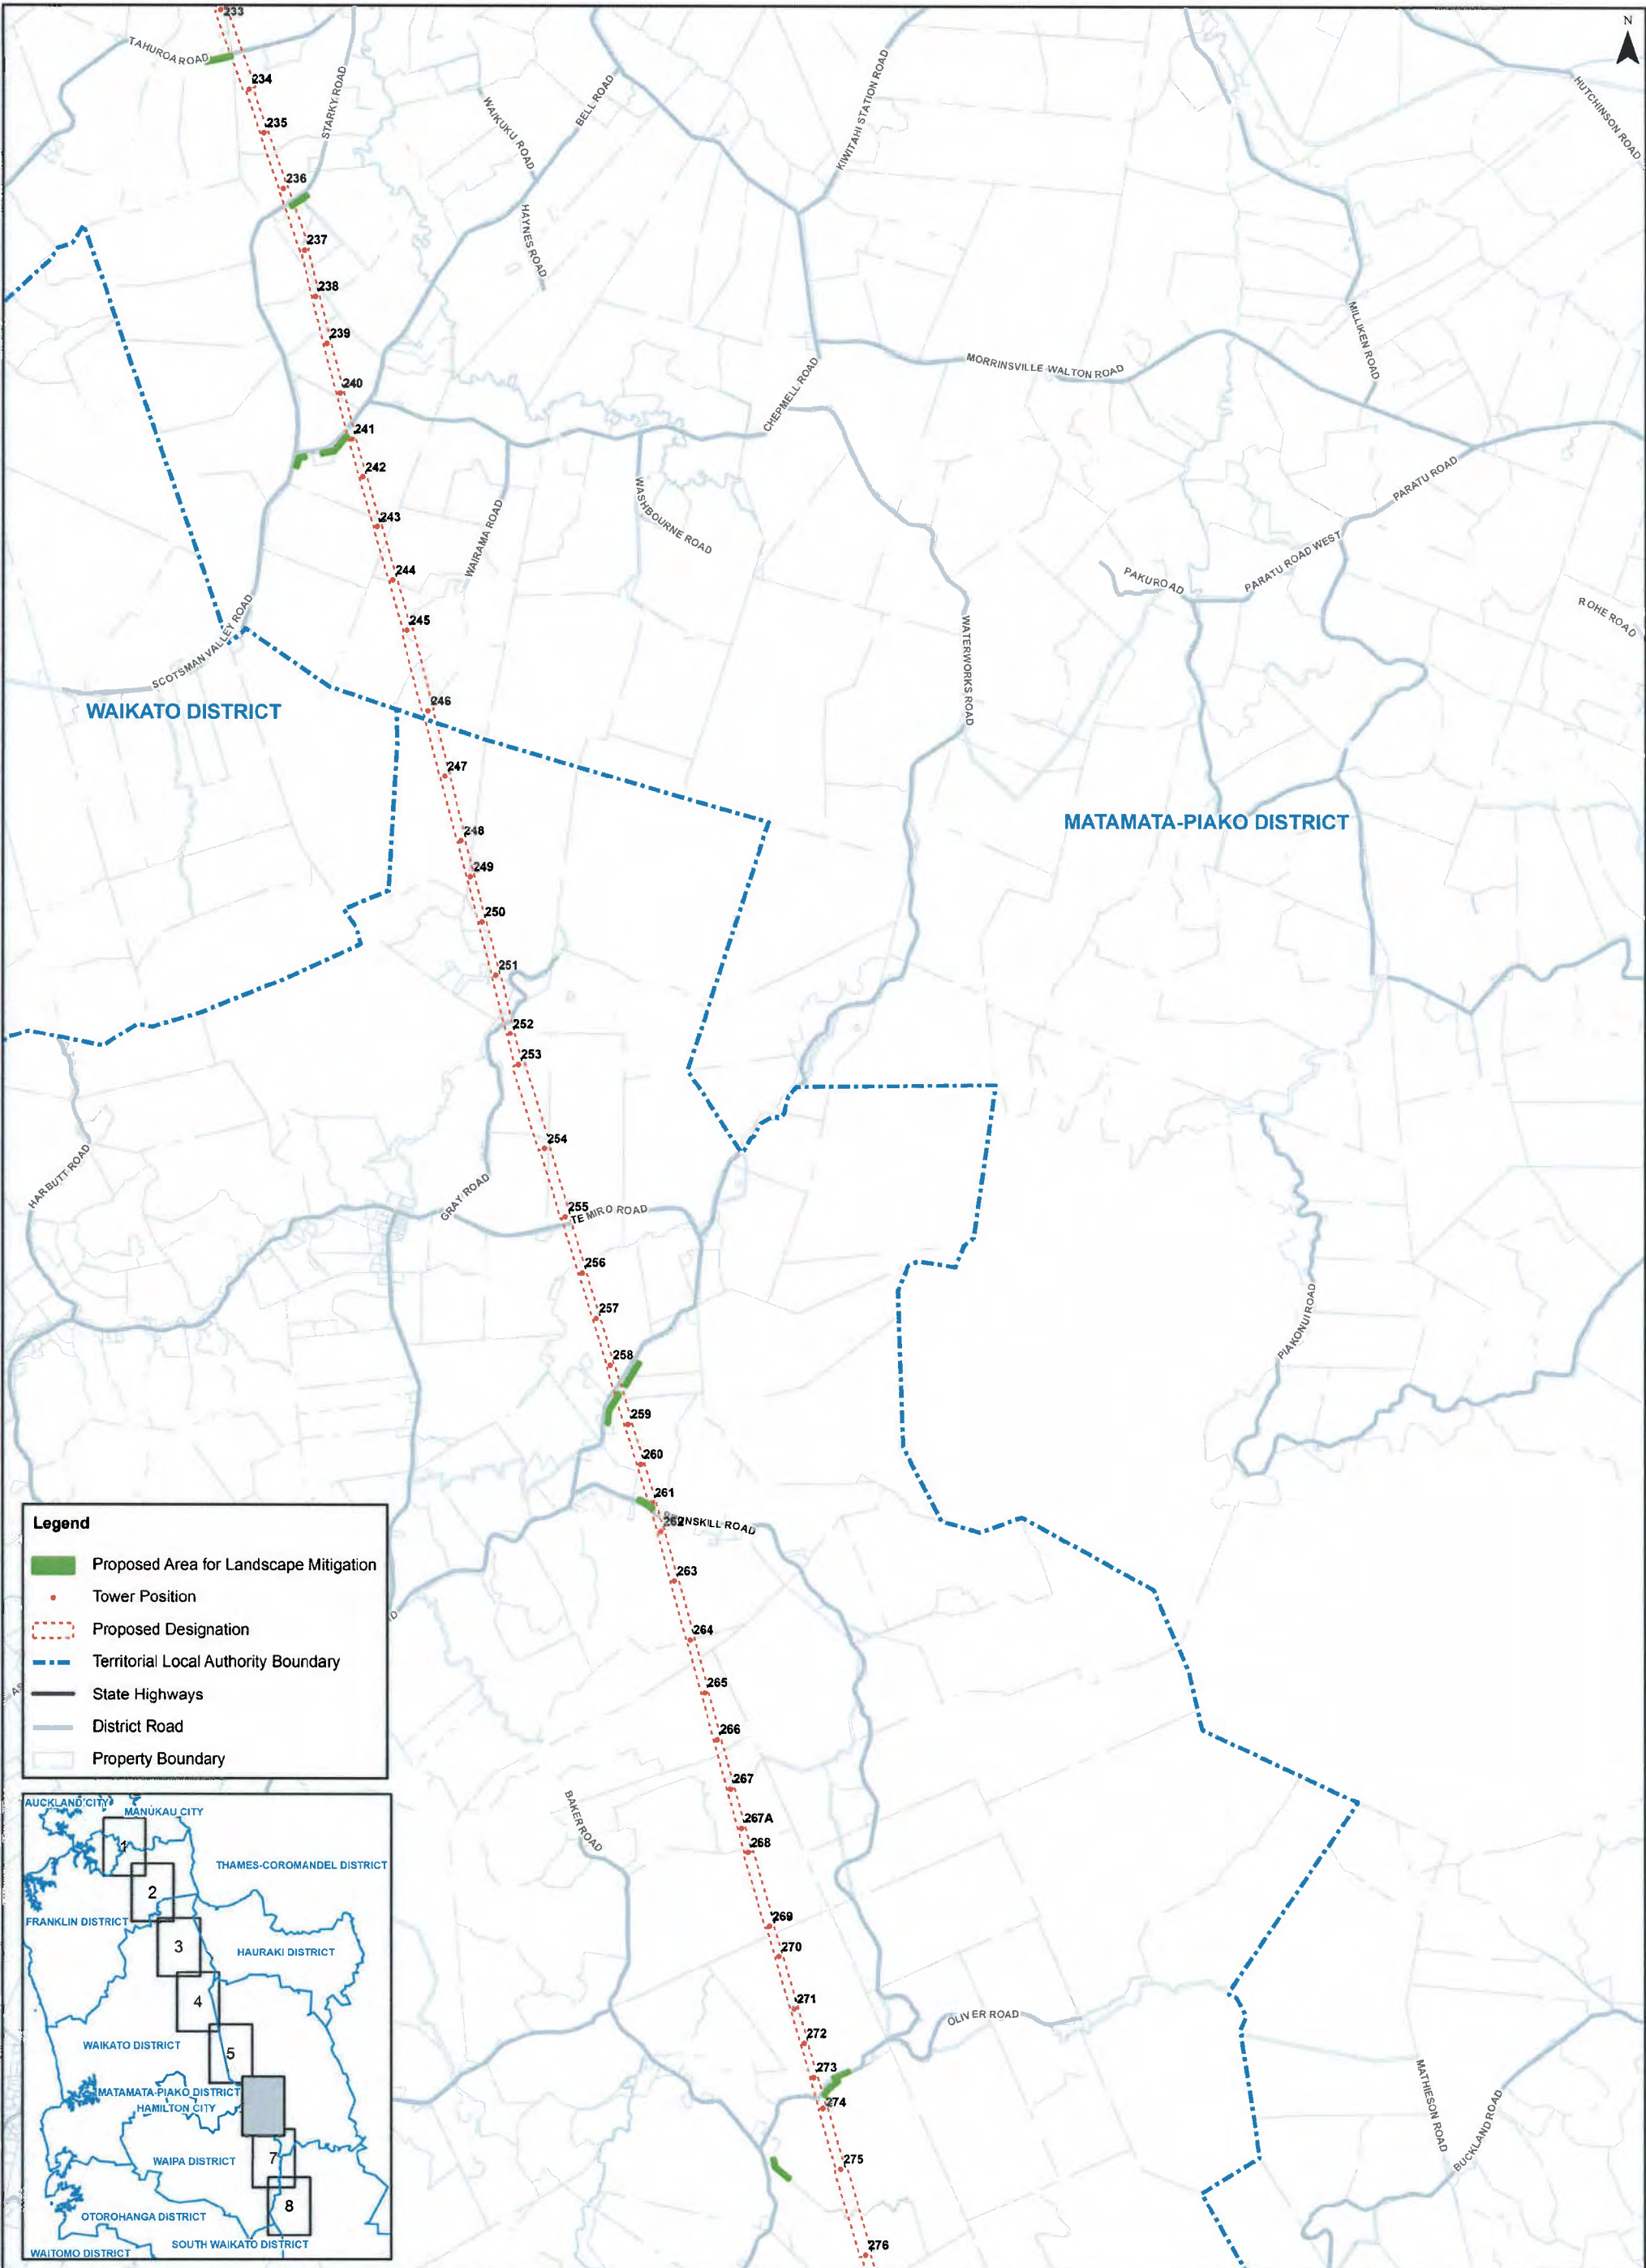 N
233
TAHUROA ROAD
234
235
STARKY ROAD
WAIKUKU ROAD
BELL ROAD
KIWITAHI STATION ROAD
HUTCHINSON ROAD
236
HAYNES ROAD
237
238
239
240
CHEPMELL ROAD
MORRINSVILLE WALTON ROAD
MILLIKEN ROAD
241
242
243
WAIRAMA ROAD
WASHBOURNE ROAD
PARATU ROAD
PARATU ROAD WEST
PAKUROAD
ROHE ROAD
244
245
SCOTSMAN VALLEY ROAD
WATERWORKS ROAD
WAIKATO DISTRICT
246
247
MATAMATA-PIAKO DISTRICT
248
249
250
251
252
253
254
HARBUTT ROAD
GRAY ROAD
255
TE MIRO ROAD
256
257
258
PIAKONUI ROAD
259
260
261
262
263
264
265
266
267
267A
268
BAKER ROAD
269
270
271
272
OLIVER ROAD
273
274
275
276
MATHIESON ROAD
BUCKLAND ROAD
Legend
Proposed Area for Landscape Mitigation
Tower Position
Proposed Designation
Territorial Local Authority Boundary
State Highways
District Road
Property Boundary
AUCKLAND CITY
MANUKAU CITY
1
THAMES-COROMANDEL DISTRICT
2
FRANKLIN DISTRICT
3
HAURAKI DISTRICT
4
WAIKATO DISTRICT
5
MATAMATA-PIAKO DISTRICT
HAMILTON CITY
WAIPA DISTRICT
7
8
OTOROHANGA DISTRICT
SOUTH WAIKATO DISTRICT
WAITOMO DISTRICT